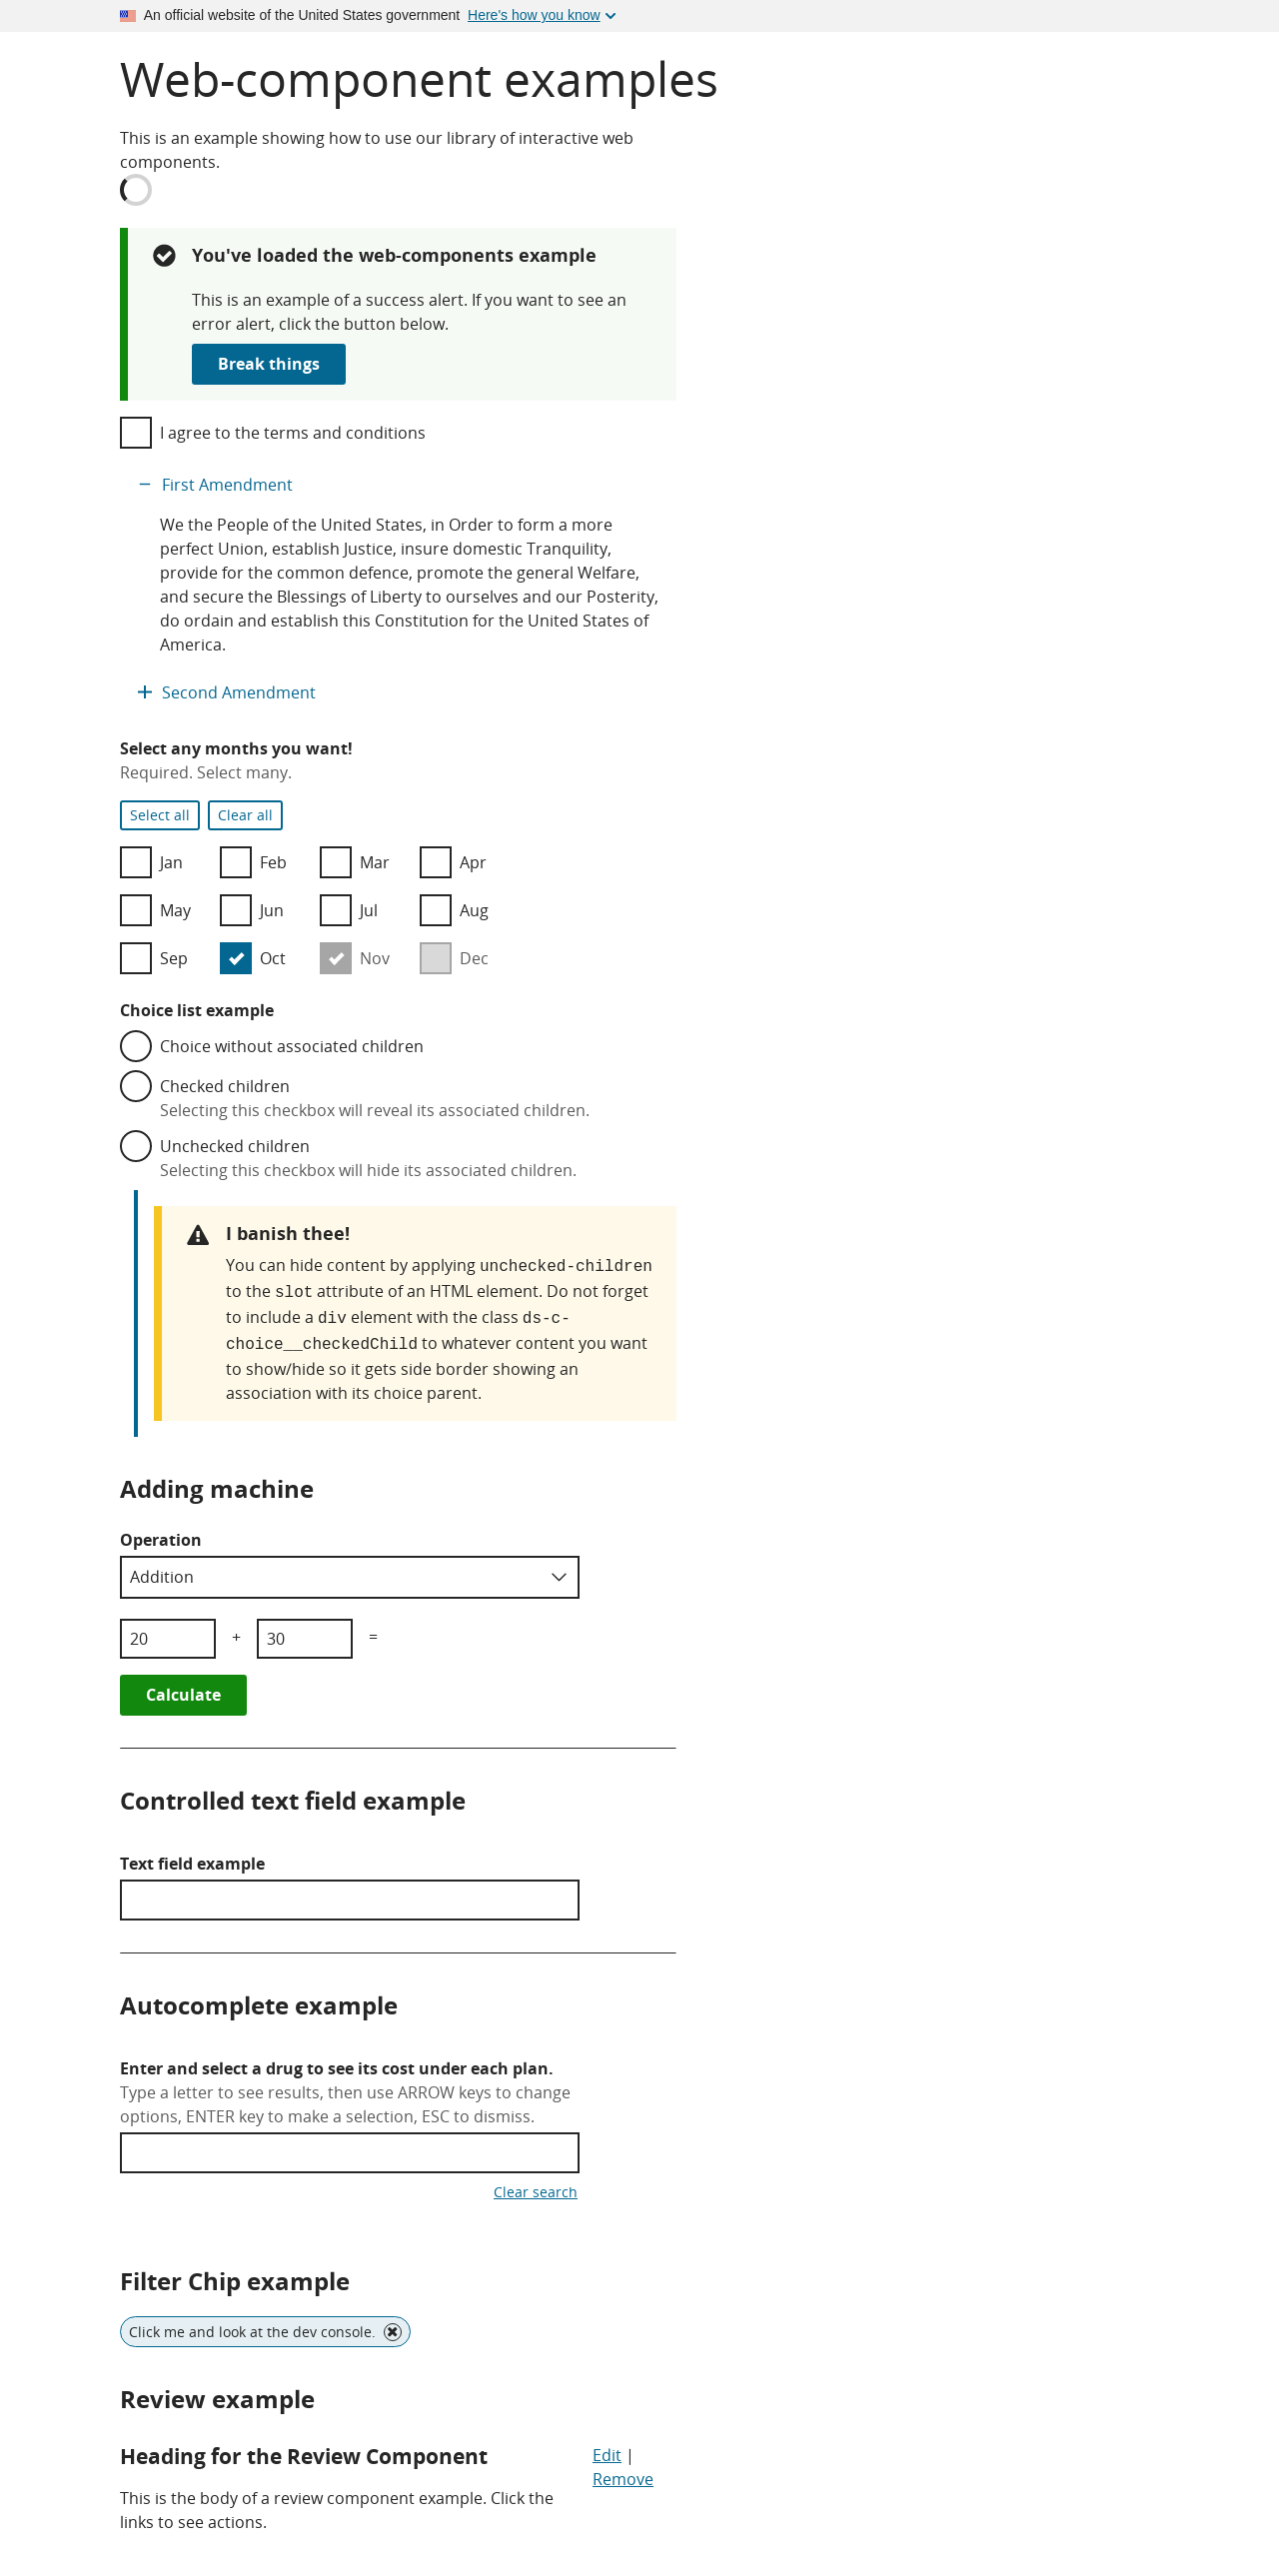 An official website of the United States government Here's how you know
Web-component examples
This is an example showing how to use our library of interactive web
components.
You've loaded the web-components example
This is an example of a success alert. If you want to see an
error alert, click the button below.
Break things
I agree to the terms and conditions
First Amendment
We the People of the United States, in Order to form a more
perfect Union, establish Justice, insure domestic Tranquility,
provide for the common defence, promote the general Welfare,
and secure the Blessings of Liberty to ourselves and our Posterity,
do ordain and establish this Constitution for the United States of
America.
Second Amendment
Select any months you want!
Required. Select many.
Select all Clear all
Jan Feb Mar Apr
May Jun Jul Aug
Sep Oct Nov Dec
Choice list example
Choice without associated children
Checked children
Selecting this checkbox will reveal its associated children.
Unchecked children
Selecting this checkbox will hide its associated children.
I banish thee!
You can hide content by applying unchecked-children
to the slot attribute of an HTML element. Do not forget
to include a div element with the class ds-c-
choice__checkedChild to whatever content you want
to show/hide so it gets side border showing an
association with its choice parent.
Adding machine
Operation
Addition
20 + 30 =
Calculate
Controlled text field example
Text field example
Autocomplete example
Enter and select a drug to see its cost under each plan.
Type a letter to see results, then use ARROW keys to change
options, ENTER key to make a selection, ESC to dismiss.
Clear search
Filter Chip example
Click me and look at the dev console.
Review example
Heading for the Review Component
Edit |
Remove
This is the body of a review component example. Click the
links to see actions.